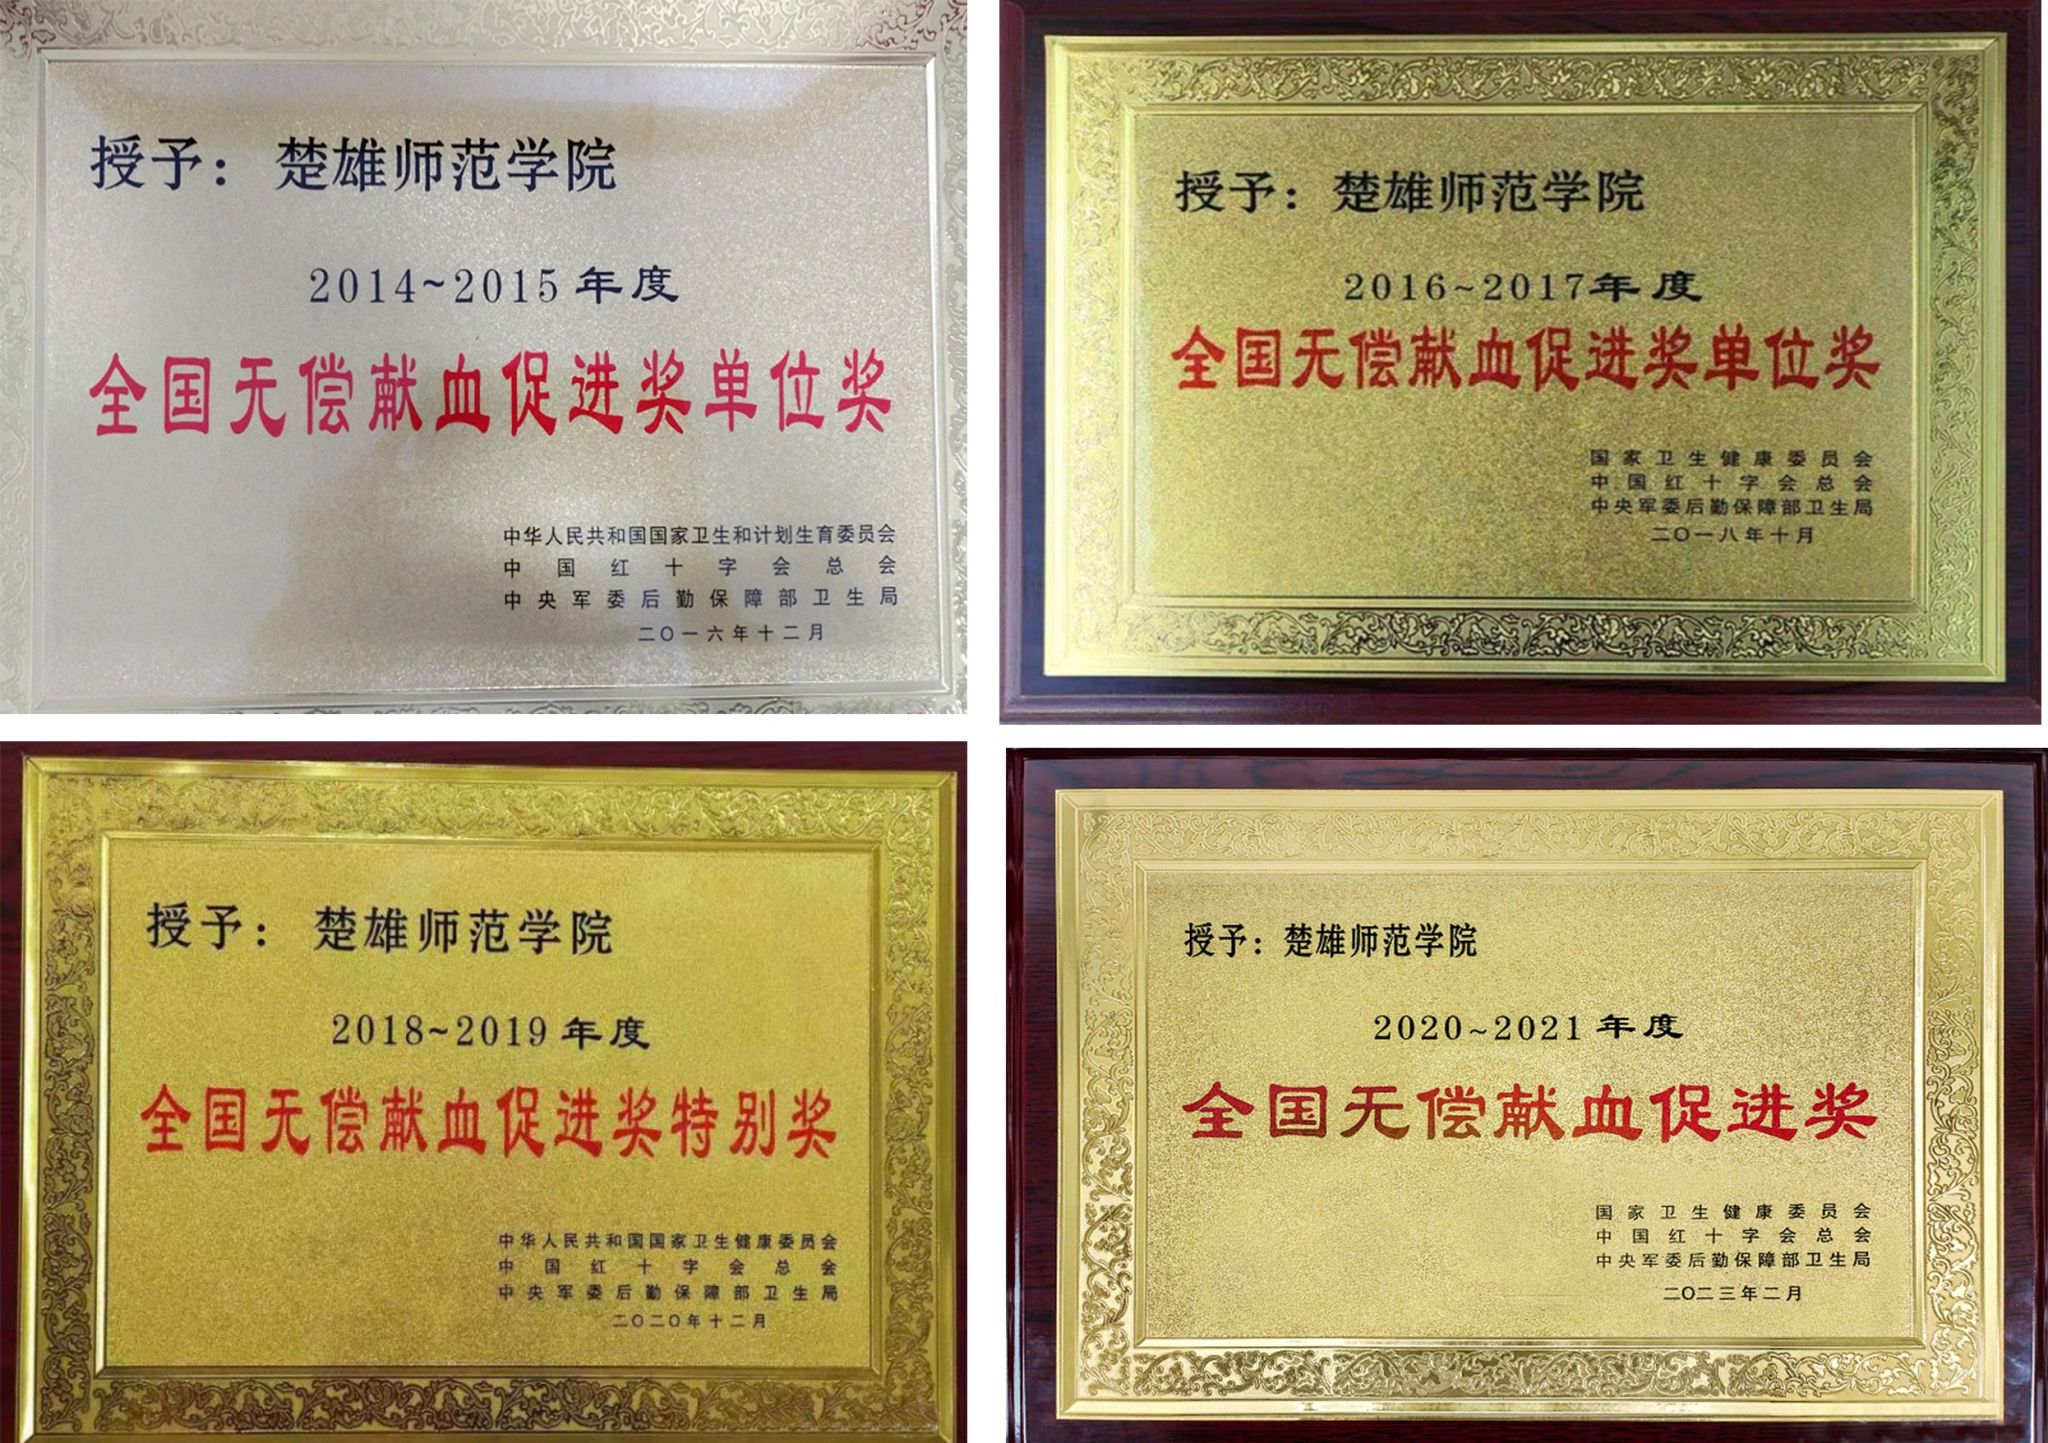 授予：楚雄师范学院
2014~2015年度
全国无偿献血促进奖单位奖
中华人民共和国国家卫生和计划生育委员会
中国红十字会总会
中央军委后勤保障部卫生局
二〇一六年十二月
授予：楚雄师范学院
2016~2017年度
全国无偿献血促进奖单位奖
国家卫生健康委员会
中国红十字会总会
中央军委后勤保障部卫生局
二〇一八年十月
授予：楚雄师范学院
2018~2019年度
全国无偿献血促进奖特别奖
中华人民共和国国家卫生健康委员会
中国红十字会总会
中央军委后勤保障部卫生局
二〇二〇年十二月
授予：楚雄师范学院
2020~2021年度
全国无偿献血促进奖
国家卫生健康委员会
中国红十字会总会
中央军委后勤保障部卫生局
二〇二三年二月